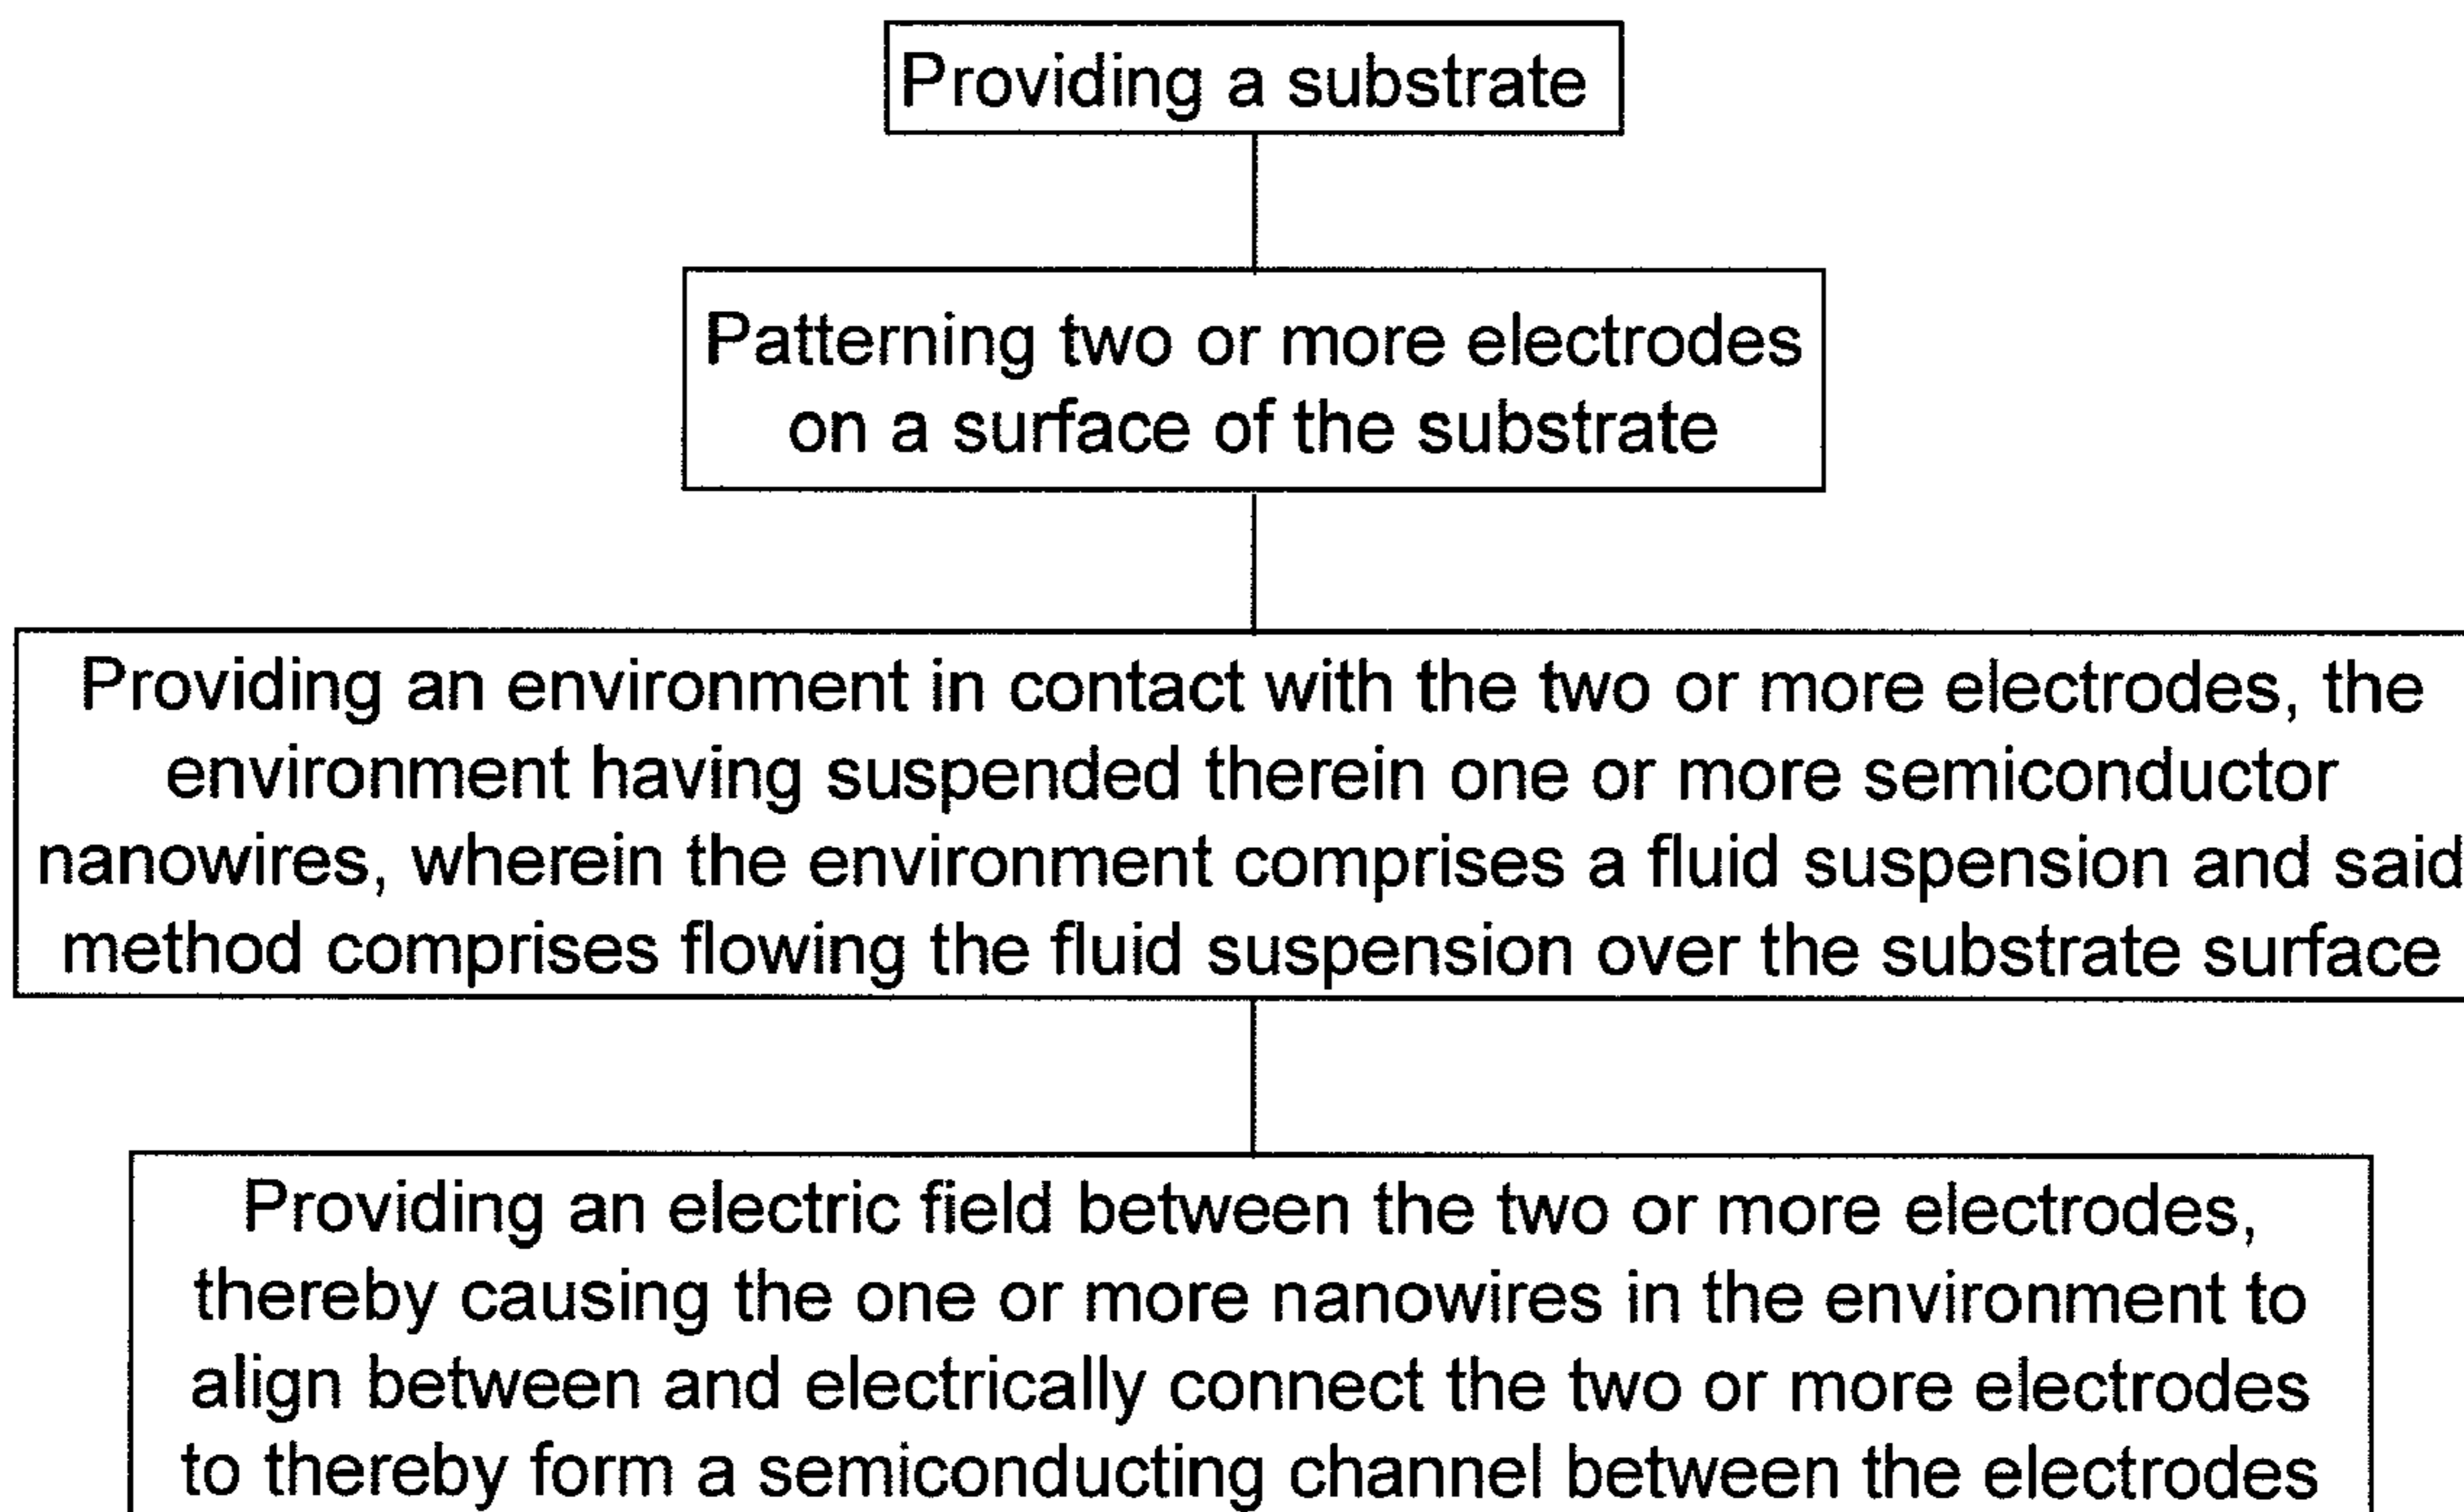 Providing a substrate
Patterning two or more electrodes
on a surface of the substrate
Providing an environment in contact with the two or more electrodes, the
environment having suspended therein one or more semiconductor
nanowires, wherein the environment comprises a fluid suspension and said
method comprises flowing the fluid suspension over the substrate surface
Providing an electric field between the two or more electrodes,
thereby causing the one or more nanowires in the environment to
align between and electrically connect the two or more electrodes
to thereby form a semiconducting channel between the electrodes